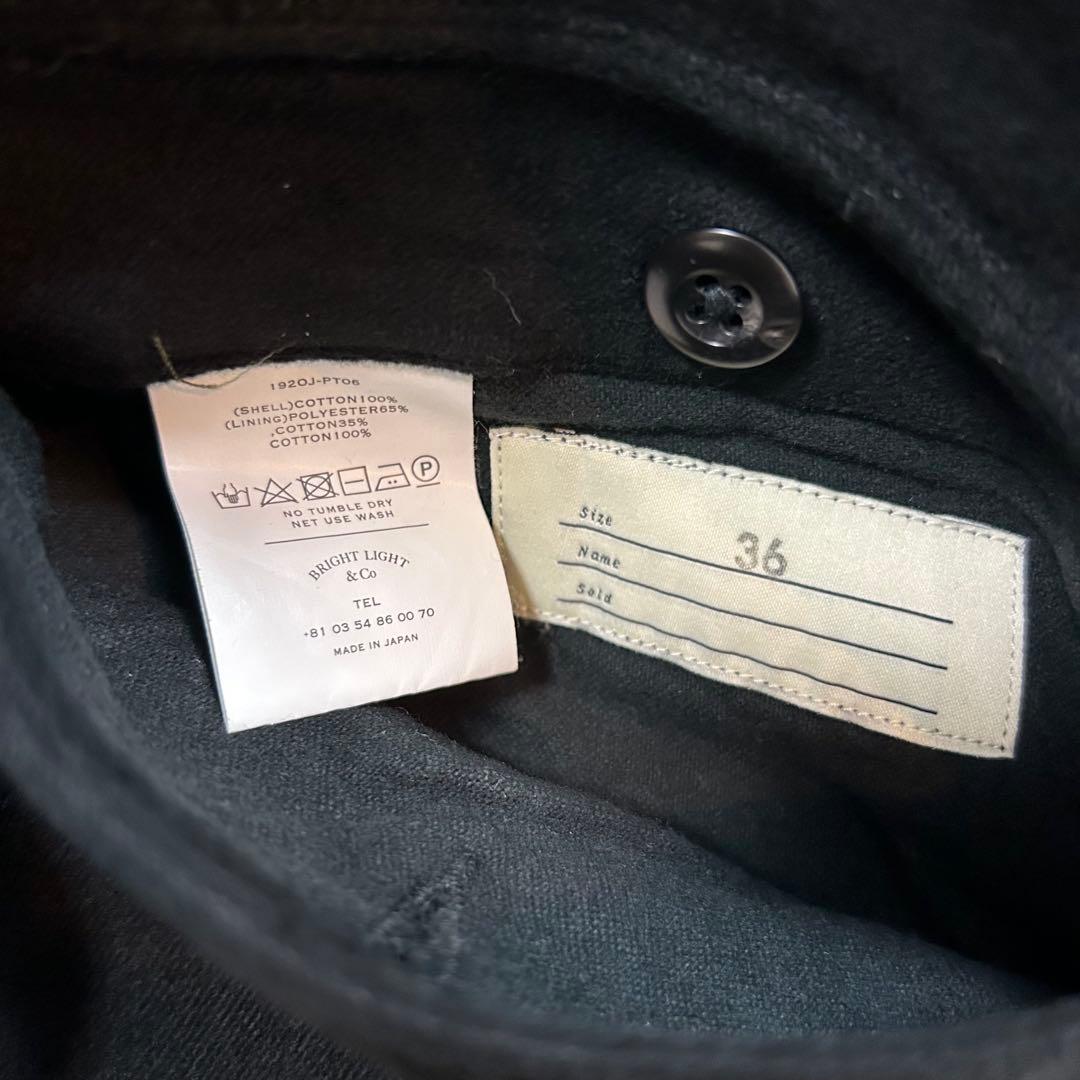 1920J-PT06
(SHELL)COTTON100%
(LINING)POLYESTER65%
,COTTON35%
COTTON100%
P
NO TUMBLE DRY
NET USE WASH
BRIGHT LIGHT
& Co
TEL
+81 03 54 86 00 70
MADE IN JAPAN
Size 36
Name
Sold